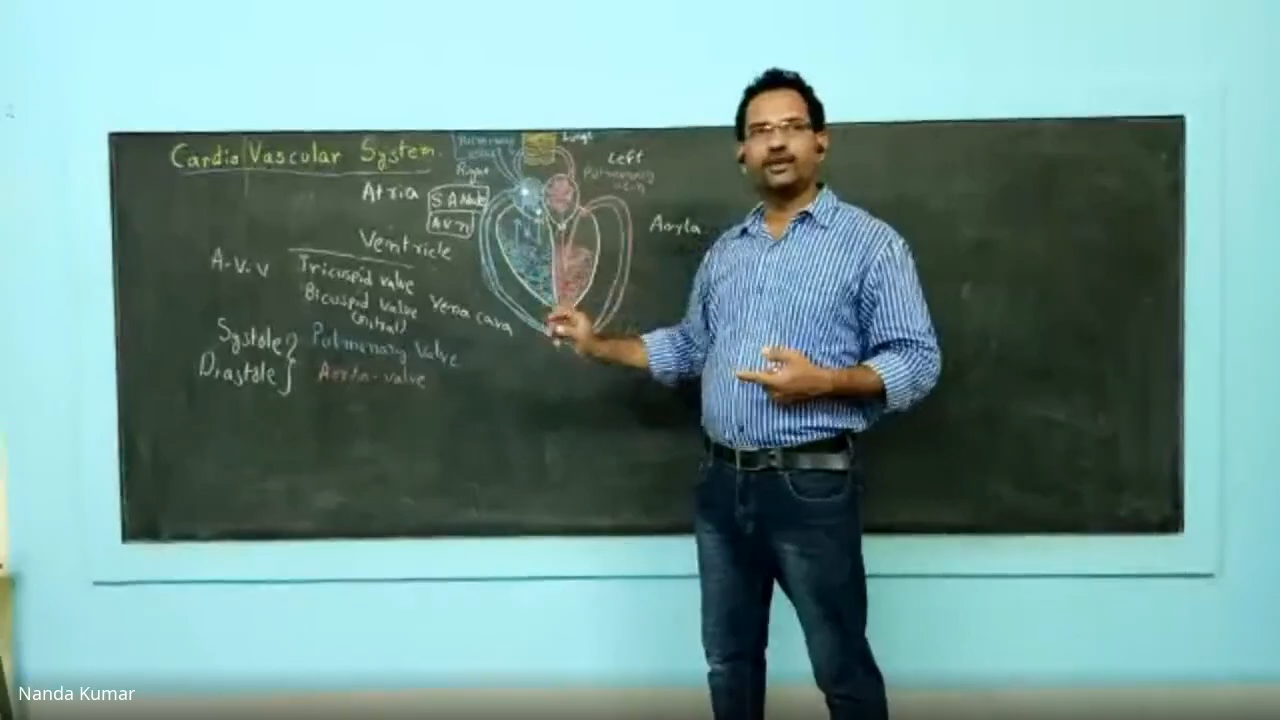 Cardio Vascular System.
Pulmonary
Lungs
Right
Left
Pulmonary
vein
Atria
S A Node
A V N
Aorta
Ventricle
A-V-V
Tricuspid valve
Bicuspid valve
(mitral)
Vena cava
Systole
Diastole
Pulmonary Valve
Aorta-valve
Nanda Kumar